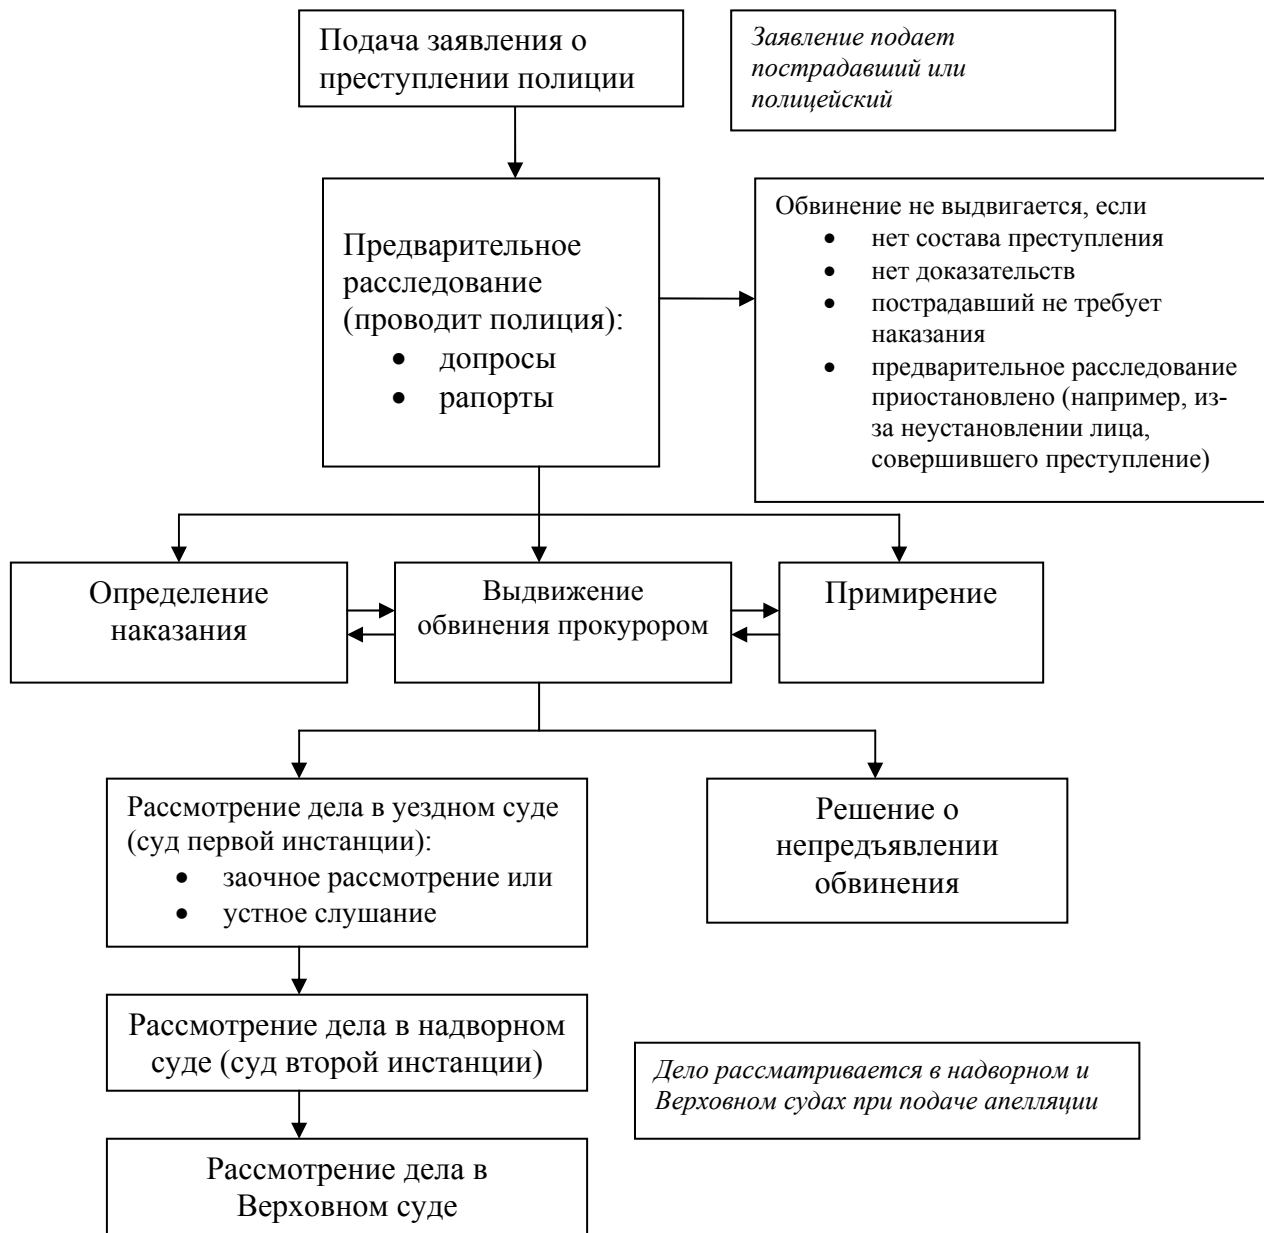 Подача заявления о
преступлении полиции
Заявление подает
пострадавший или
полицейский
Предварительное
расследование
(проводит полиция):
• допросы
• рапорты
Обвинение не выдвигается, если
• нет состава преступления
• нет доказательств
• пострадавший не требует
наказания
• предварительное расследование
приостановлено (например, из-
за неустановлении лица,
совершившего преступление)
Определение
наказания
Выдвижение
обвинения прокурором
Примирение
Рассмотрение дела в уездном суде
(суд первой инстанции):
• заочное рассмотрение или
• устное слушание
Решение о
непредъявлении
обвинения
Рассмотрение дела в надворном
суде (суд второй инстанции)
Дело рассматривается в надворном и
Верховном судах при подаче апелляции
Рассмотрение дела в
Верховном суде